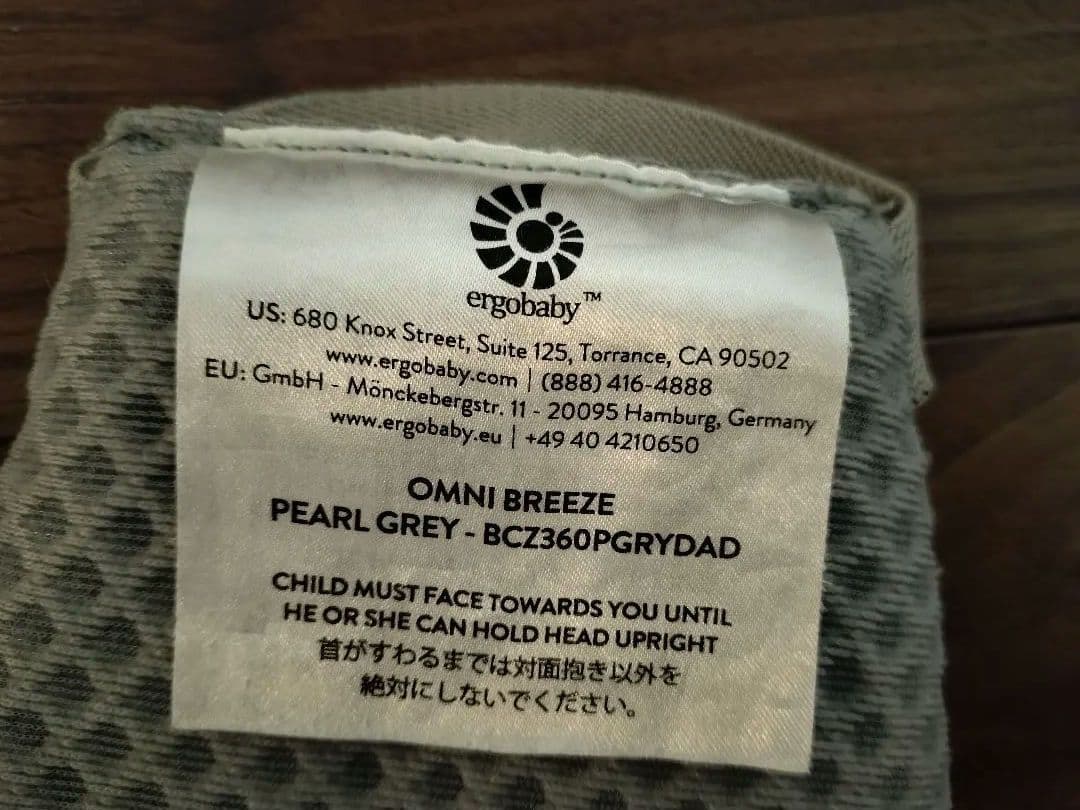 ergobaby™
US: 680 Knox Street, Suite 125, Torrance, CA 90502
www.ergobaby.com | (888) 416-4888
EU: GmbH - Mönckebergstr. 11 - 20095 Hamburg, Germany
www.ergobaby.eu | +49 40 4210650
OMNI BREEZE
PEARL GREY - BCZ360PGRYDAD
CHILD MUST FACE TOWARDS YOU UNTIL
HE OR SHE CAN HOLD HEAD UPRIGHT
首がすわるまでは対面抱き以外を
絶対にしないでください。